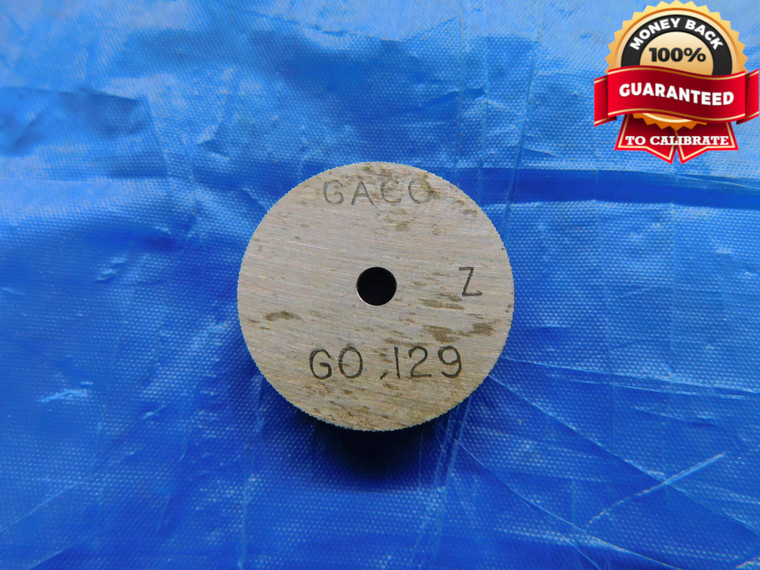 MONEY BACK
100%
GUARANTEED
TO CALIBRATE
GACO
Z
GO .129